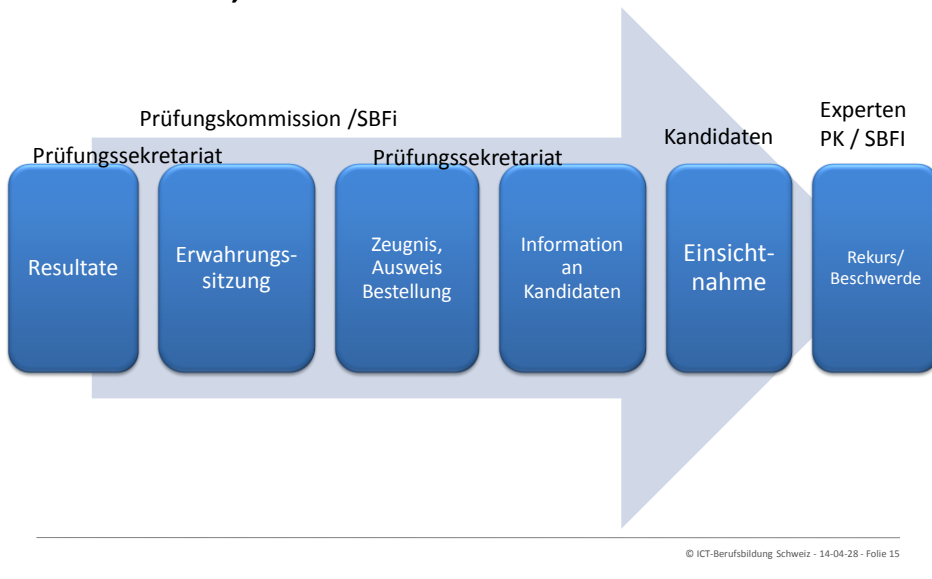 Prüfungskommission /SBFi
Prüfungssekretariat
Prüfungssekretariat
Kandidaten
Experten
PK / SBFI
Resultate
Erwahrungs-
sitzung
Zeugnis,
Ausweis
Bestellung
Information
an
Kandidaten
Einsicht-
nahme
Rekurs/
Beschwerde
© ICT-Berufsbildung Schweiz - 14-04-28 - Folie 15